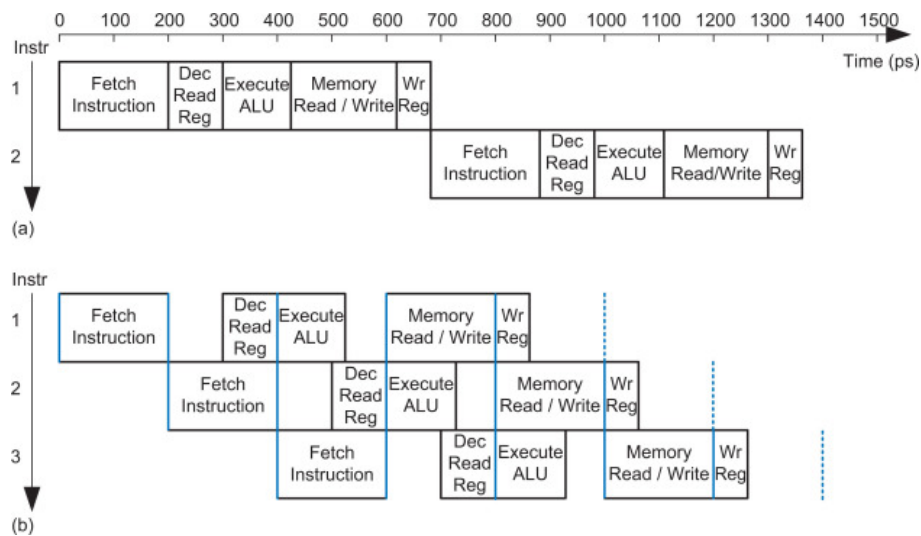 0 100 200 300 400 500 600 700 800 900 1000 1100 1200 1300 1400 1500
Instr
Time (ps)
1
Fetch
Instruction
Dec
Read
Reg
Execute
ALU
Memory
Read / Write
Wr
Reg
2
Fetch
Instruction
Dec
Read
Reg
Execute
ALU
Memory
Read/Write
Wr
Reg
(a)
Instr
1
Fetch
Instruction
Dec
Read
Reg
Execute
ALU
Memory
Read / Write
Wr
Reg
2
Fetch
Instruction
Dec
Read
Reg
Execute
ALU
Memory
Read / Write
Wr
Reg
3
Fetch
Instruction
Dec
Read
Reg
Execute
ALU
Memory
Read / Write
Wr
Reg
(b)